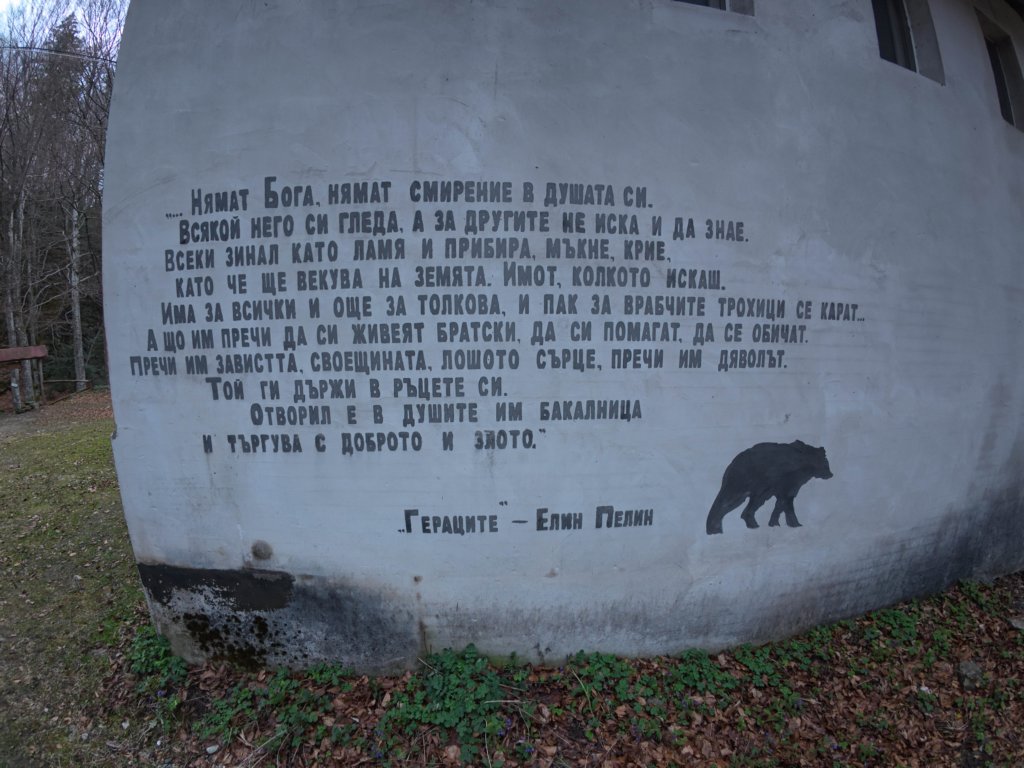 „... Нямат Бога, нямат смирение в душата си.
Всякой него си гледа, а за другите не иска и да знае.
Всеки зинал като ламя и прибира, мъкне, крие,
като че ще векува на земята. Имот, колкото искаш.
Има за всички и още за толкова, и пак за врабчите трохици се карат...
А що им пречи да си живеят братски, да си помагат, да се обичат.
Пречи им завистта, своещината, лошото сърце, пречи им дяволът.
Той ги държи в ръцете си.
Отворил е в душите им бакалница
и търгува с доброто и злото."
„Гераците" – Елин Пелин